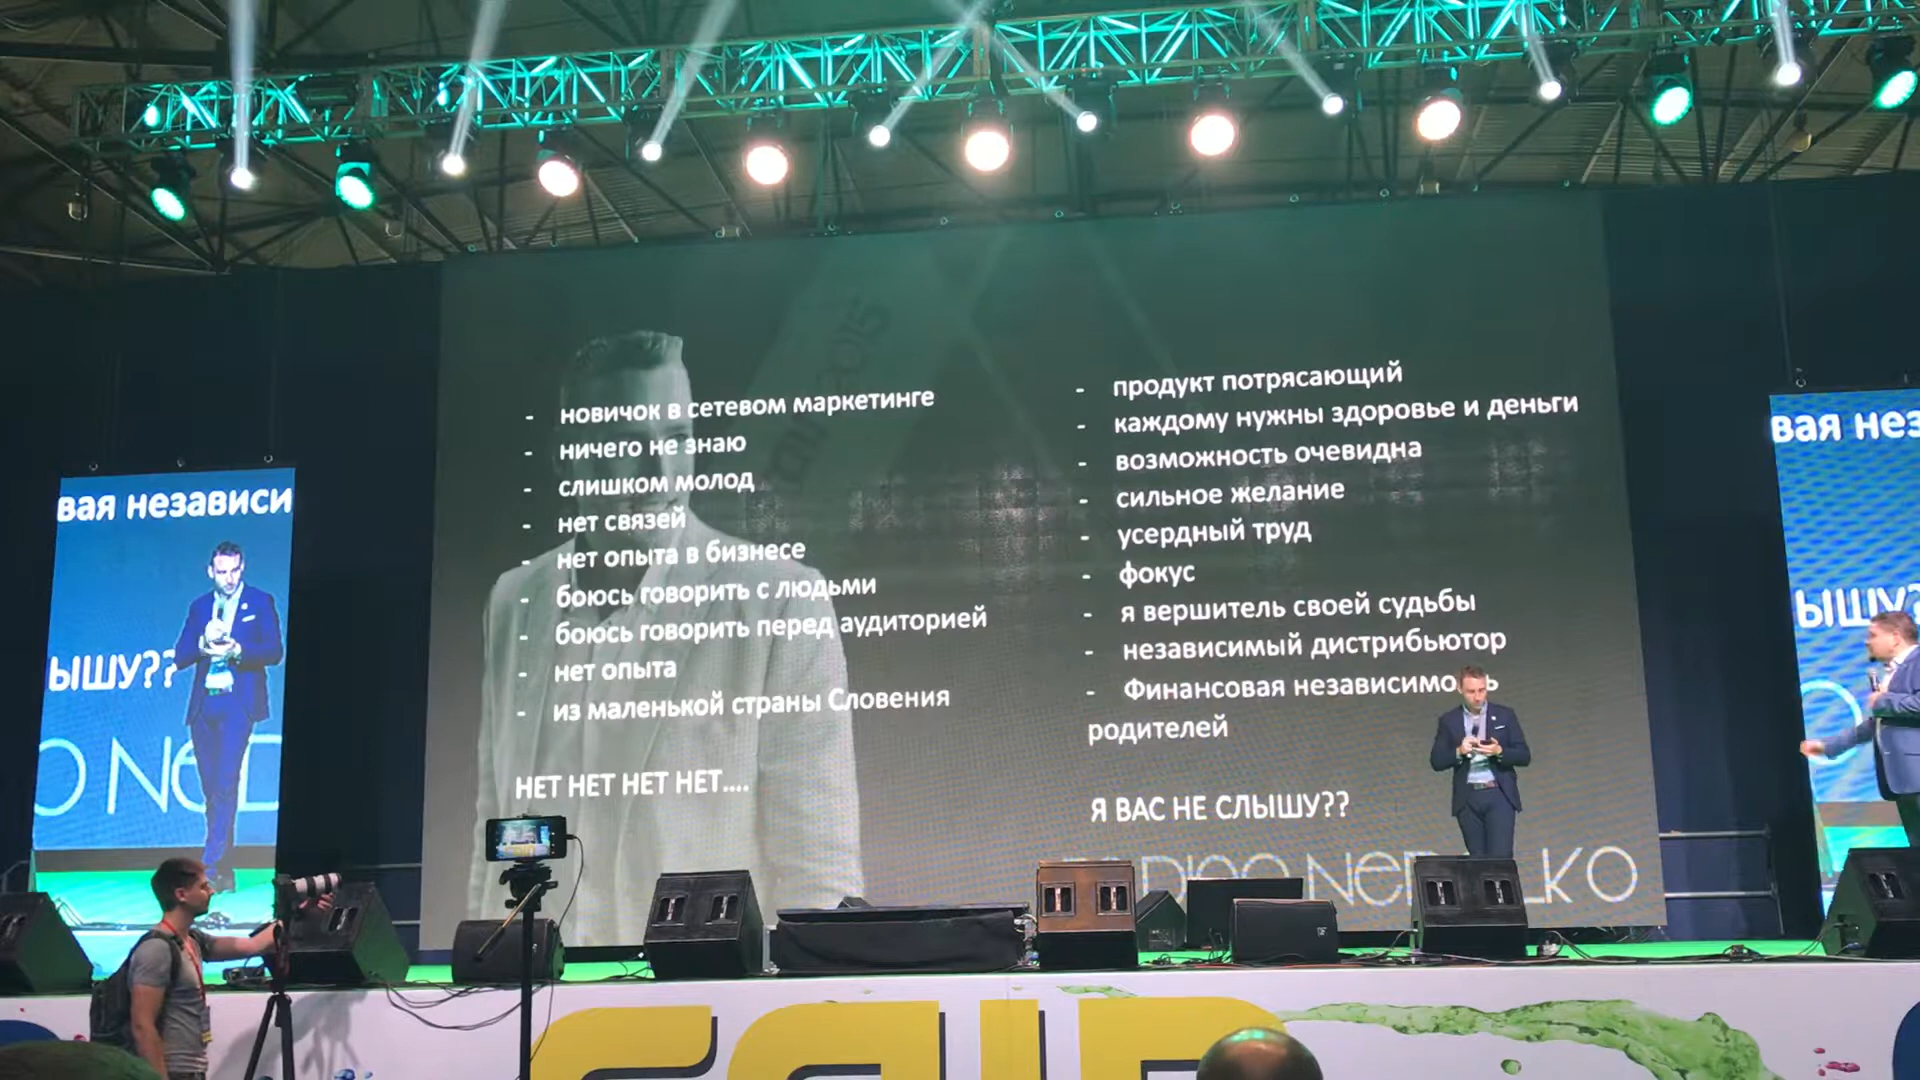 - новичок в сетевом маркетинге
- ничего не знаю
- слишком молод
- нет связей
- нет опыта в бизнесе
- боюсь говорить с людьми
- боюсь говорить перед аудиторией
- нет опыта
- из маленькой страны Словения
НЕТ НЕТ НЕТ НЕТ....
- продукт потрясающий
- каждому нужны здоровье и деньги
- возможность очевидна
- сильное желание
- усердный труд
- фокус
- я вершитель своей судьбы
- независимый дистрибьютор
- Финансовая независимо ь
родителей
Я ВАС НЕ СЛЫШУ??
вая независи
ЫШУ??
O NeD
вая нез
ЫШУ?